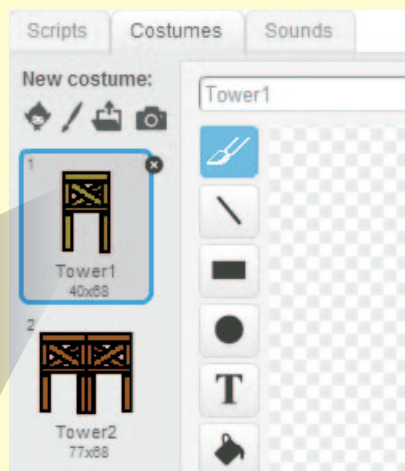 Scripts
Costumes
Sounds
New costume:
Tower1
1
Tower1
40x68
2
Tower2
77x68
T